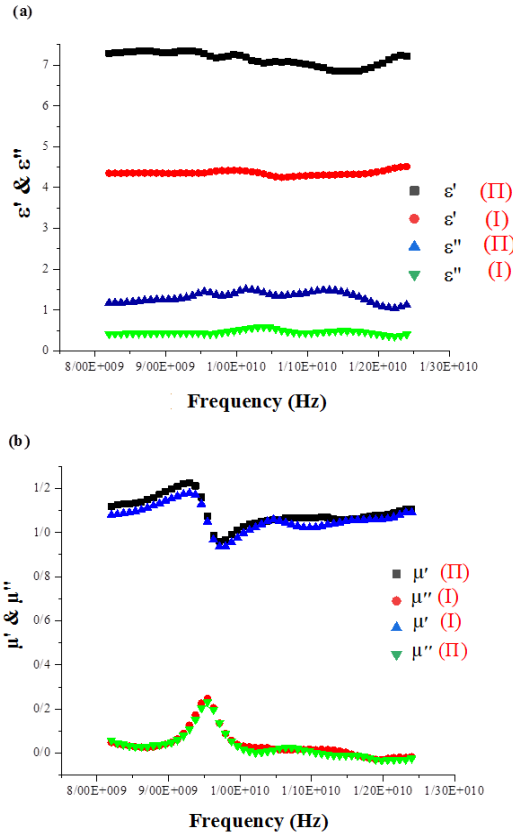 (a)
7
6
5
4
3
2
1
0
ε' & ε''
ε' (Π)
ε' (I)
ε'' (Π)
ε'' (I)
8/00E+009 9/00E+009 1/00E+010 1/10E+010 1/20E+010 1/30E+010
Frequency (Hz)
(b)
1/2
1/0
0/8
0/6
0/4
0/2
0/0
μ' & μ''
μ' (Π)
μ'' (I)
μ' (I)
μ'' (Π)
8/00E+009 9/00E+009 1/00E+010 1/10E+010 1/20E+010 1/30E+010
Frequency (Hz)